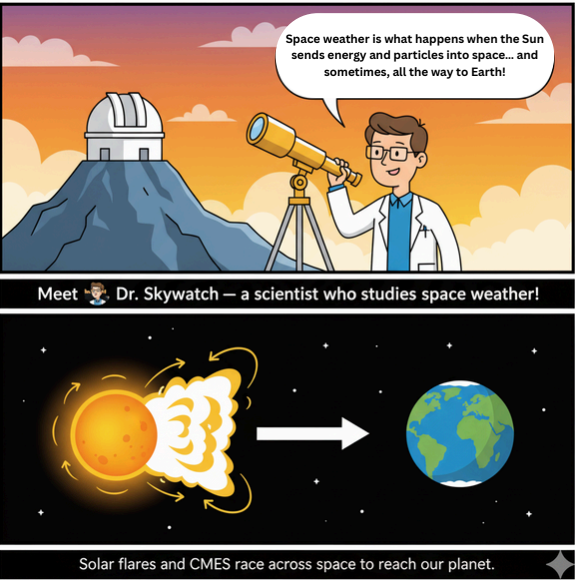 Space weather is what happens when the Sun
sends energy and particles into space... and
sometimes, all the way to Earth!
Meet Dr. Skywatch — a scientist who studies space weather!
Solar flares and CMES race across space to reach our planet.